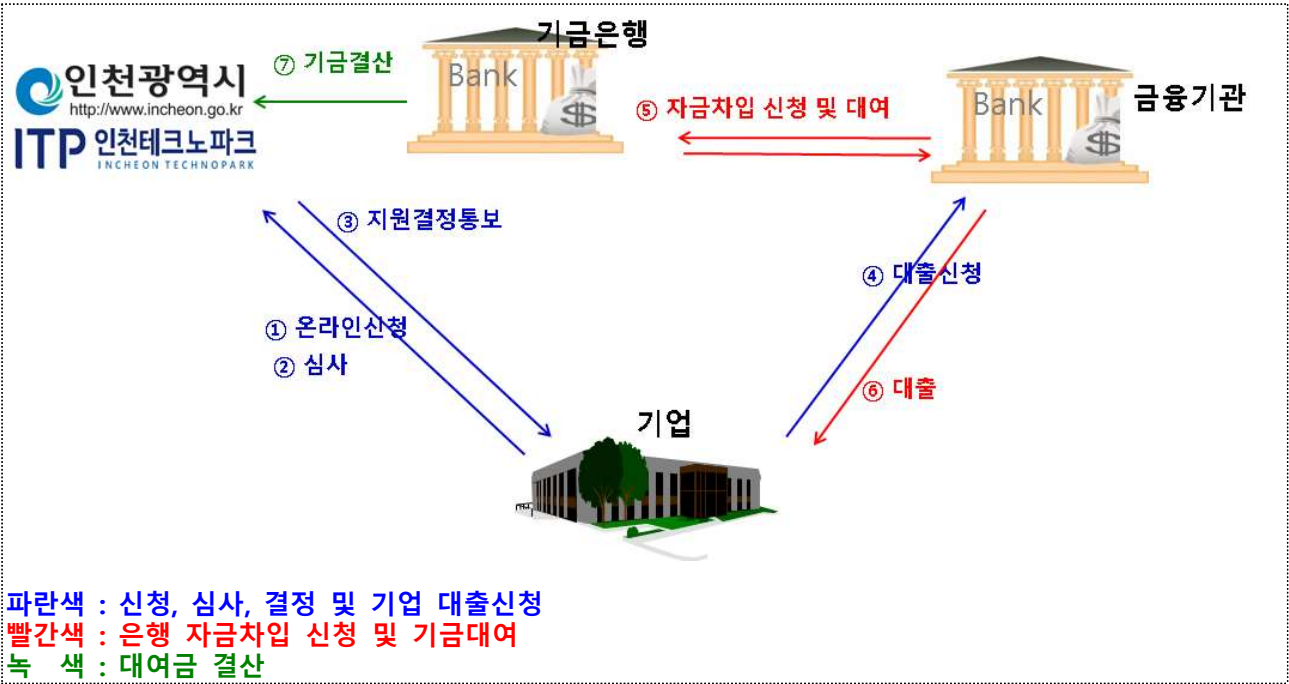 기금은행
⑦ 기금결산
Bank
$
인천광역시
http://www.incheon.go.kr
ITP 인천테크노파크
INCHEON TECHNOPARK
⑤ 자금차입 신청 및 대여
Bank
$
금융기관
③ 지원결정통보
④ 대출신청
① 온라인신청
② 심사
⑥ 대출
기업
파란색 : 신청, 심사, 결정 및 기업 대출신청
빨간색 : 은행 자금차입 신청 및 기금대여
녹 색 : 대여금 결산